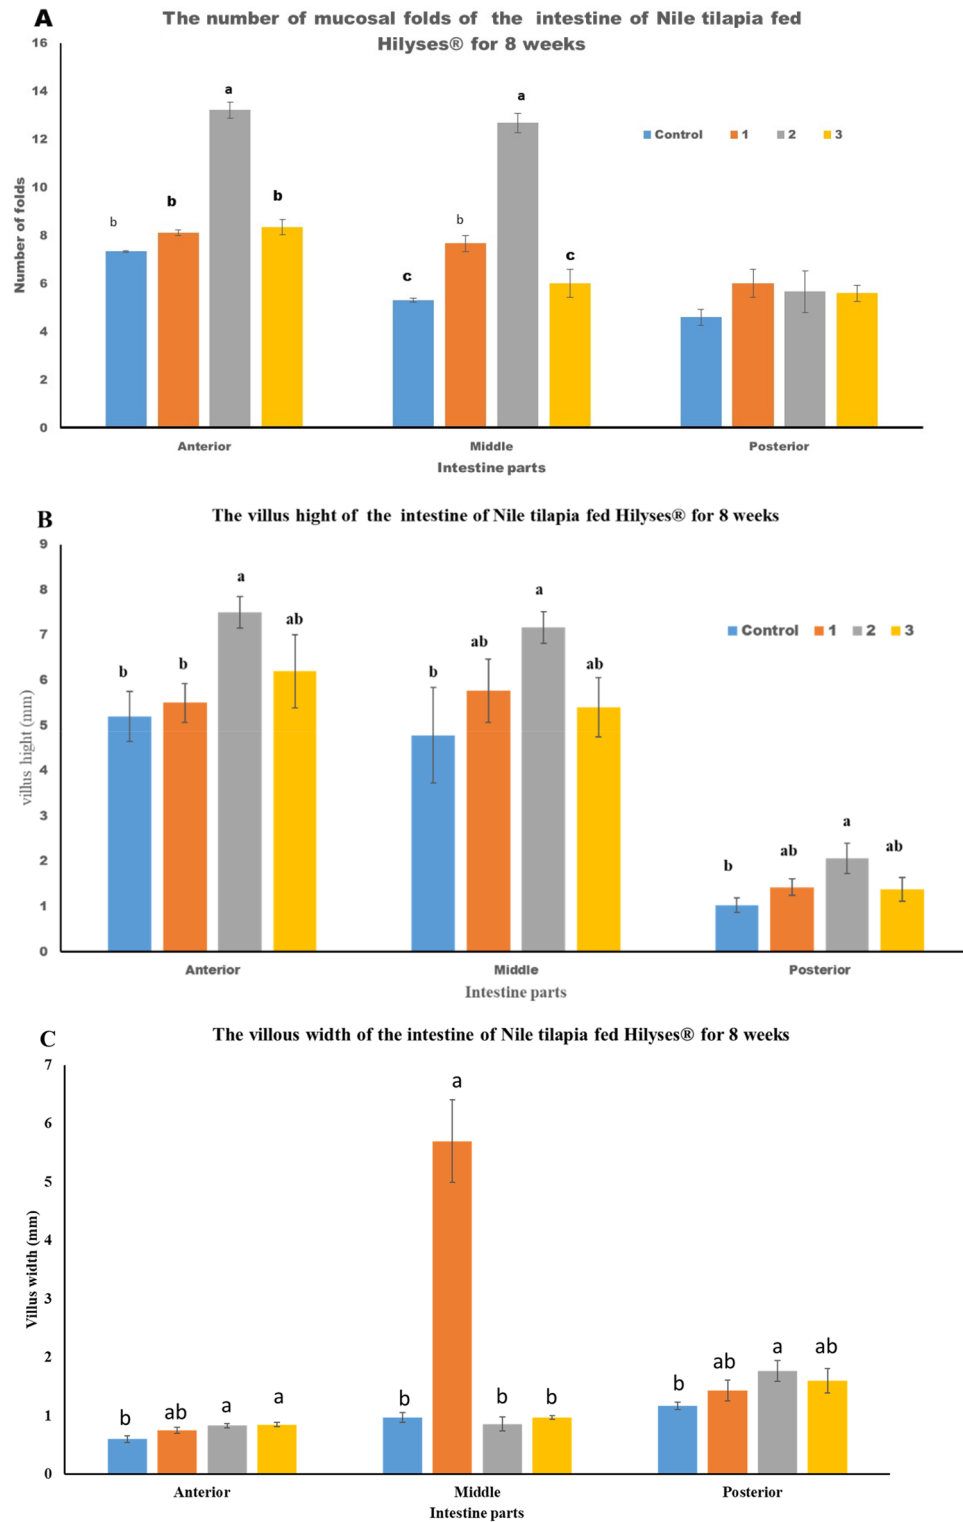 A
The number of mucosal folds of the intestine of Nile tilapia fed
Hilyses® for 8 weeks
16
14
12
10
8
6
4
2
0
Number of folds
Control 1 2 3
b b a b
c b a c
Anterior Middle Posterior
Intestine parts
B
The villus hight of the intestine of Nile tilapia fed Hilyses® for 8 weeks
9
8
7
6
5
4
3
2
1
0
villus hight (mm)
Control 1 2 3
b b a ab
b ab a ab
b ab a ab
Anterior Middle Posterior
Intestine parts
C
The villous width of the intestine of Nile tilapia fed Hilyses® for 8 weeks
7
6
5
4
3
2
1
0
Villus width (mm)
b ab a a
b a b b
b ab a ab
Anterior Middle Posterior
Intestine parts